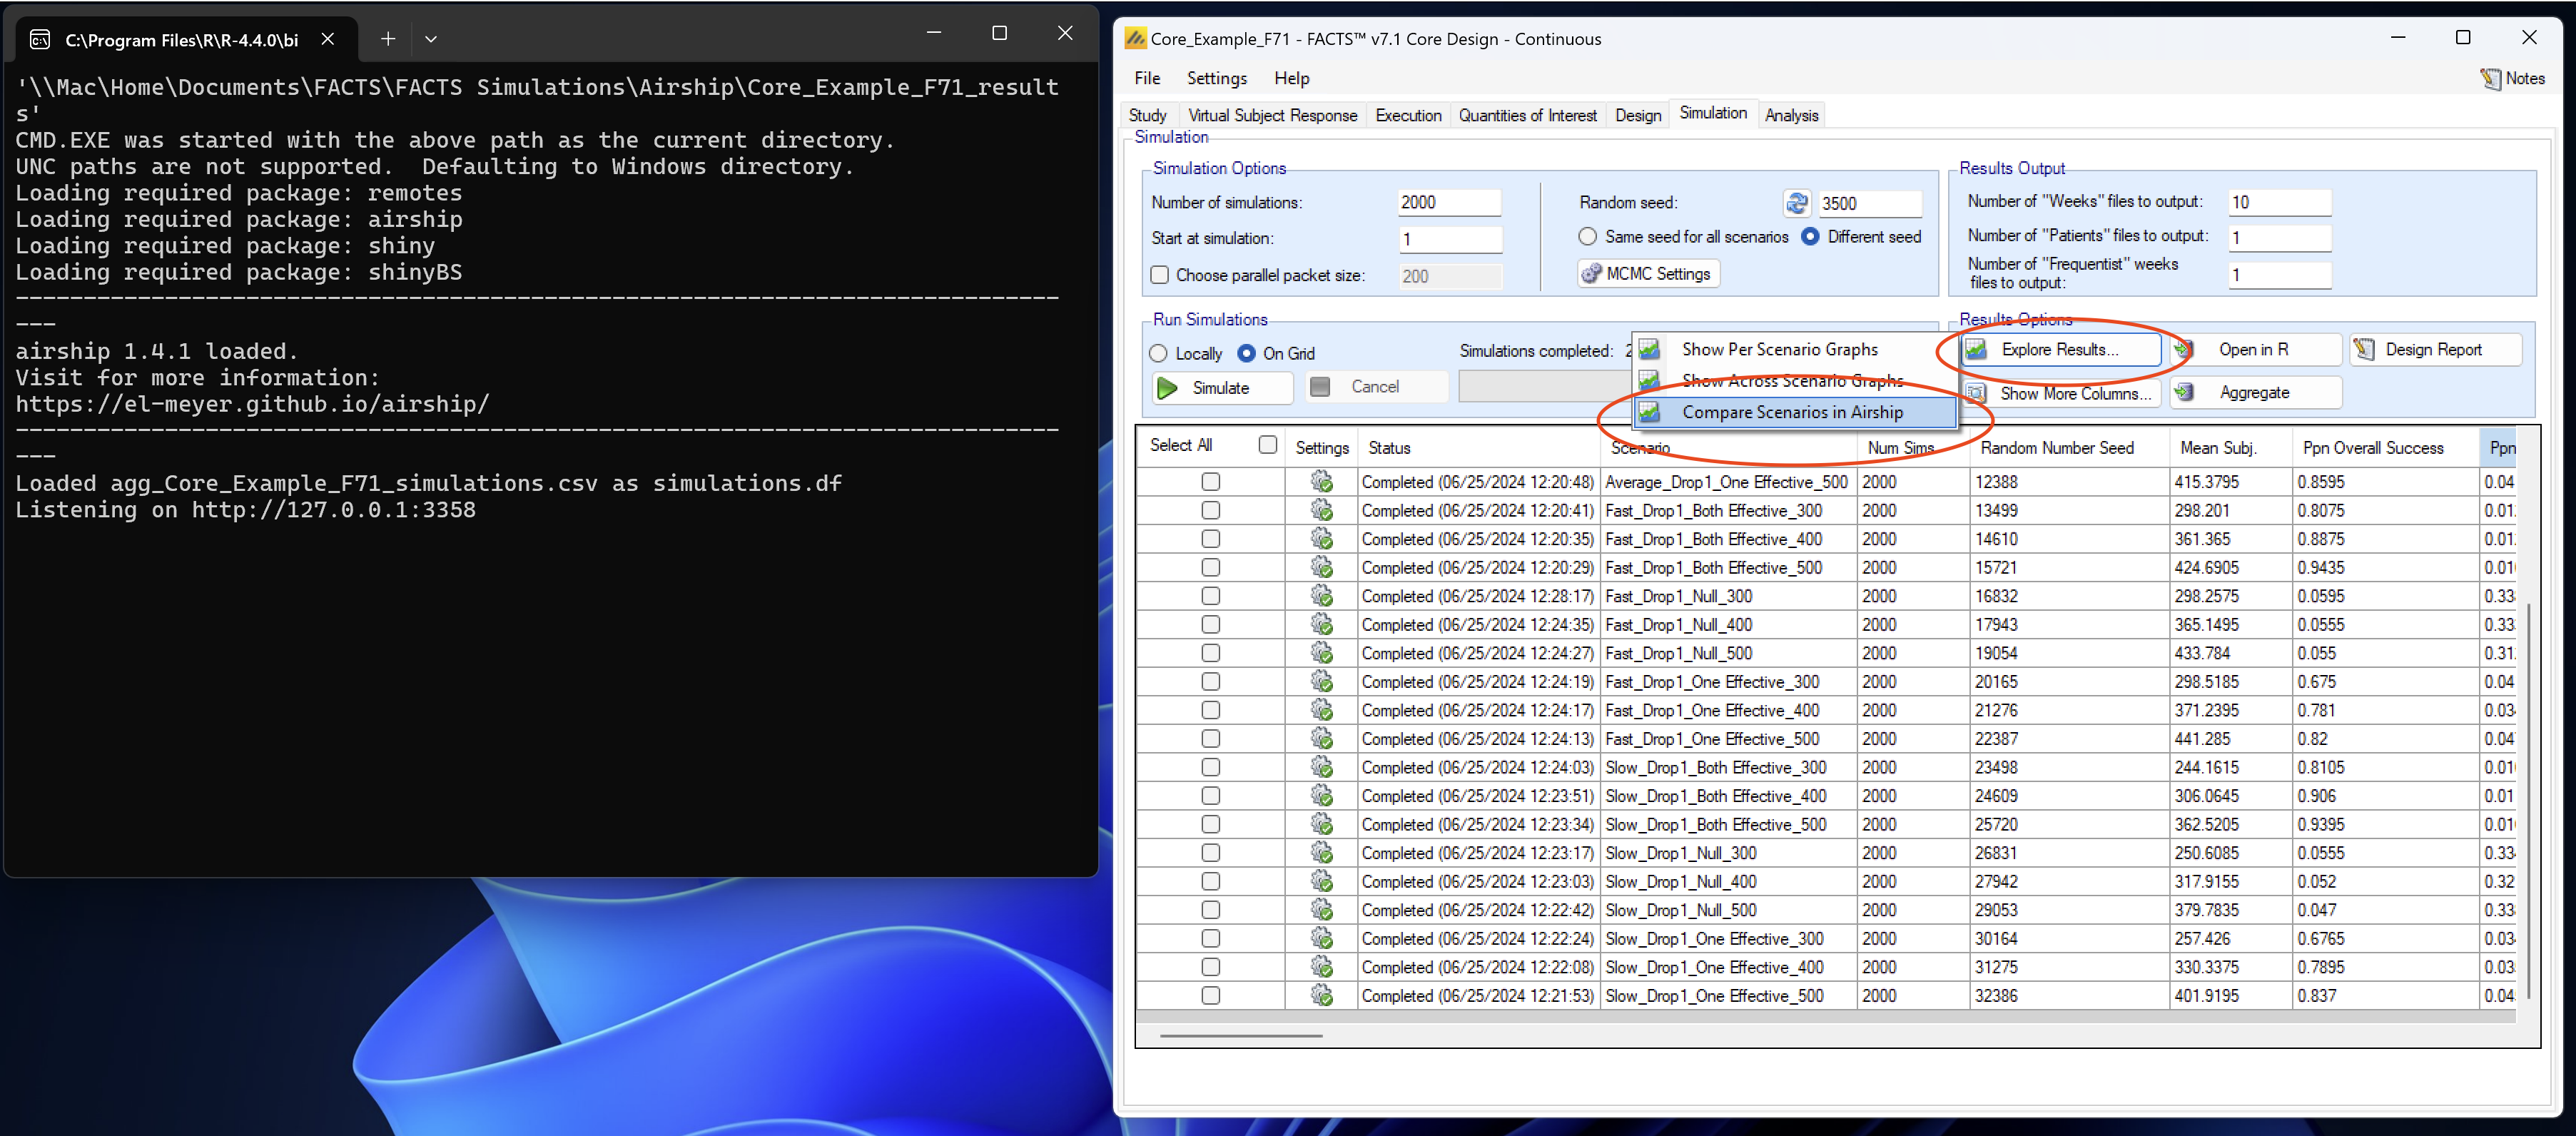 C:\Program Files\R\R-4.4.0\bi
'\\Mac\Home\Documents\FACTS\FACTS Simulations\Airship\Core_Example_F71_result
s'
CMD.EXE was started with the above path as the current directory.
UNC paths are not supported.  Defaulting to Windows directory.
Loading required package: remotes
Loading required package: airship
Loading required package: shiny
Loading required package: shinyBS
---
airship 1.4.1 loaded.
Visit for more information:
https://el-meyer.github.io/airship/
---
Loaded agg_Core_Example_F71_simulations.csv as simulations.df
Listening on http://127.0.0.1:3358
Core_Example_F71 - FACTS™ v7.1 Core Design - Continuous
File Settings Help Notes
Study Virtual Subject Response Execution Quantities of Interest Design Simulation Analysis
Simulation
Simulation Options
Number of simulations: 2000
Start at simulation: 1
Choose parallel packet size: 200
Random seed: 3500
Same seed for all scenarios Different seed
MCMC Settings
Results Output
Number of "Weeks" files to output: 10
Number of "Patients" files to output: 1
Number of "Frequentist" weeks
files to output: 1
Run Simulations
Locally On Grid Simulations completed: 2
Simulate Cancel
Show Per Scenario Graphs
Show Across Scenario Graphs
Compare Scenarios in Airship
Results Options
Explore Results... Open in R Design Report
Show More Columns... Aggregate
Select All Settings Status Scenario Num Sims Random Number Seed Mean Subj. Ppn Overall Success Ppn
Completed (06/25/2024 12:20:48) Average_Drop1_One Effective_500 2000 12388 415.3795 0.8595 0.04
Completed (06/25/2024 12:20:41) Fast_Drop1_Both Effective_300 2000 13499 298.201 0.8075 0.01
Completed (06/25/2024 12:20:35) Fast_Drop1_Both Effective_400 2000 14610 361.365 0.8875 0.01
Completed (06/25/2024 12:20:29) Fast_Drop1_Both Effective_500 2000 15721 424.6905 0.9435 0.01
Completed (06/25/2024 12:28:17) Fast_Drop1_Null_300 2000 16832 298.2575 0.0595 0.33
Completed (06/25/2024 12:24:35) Fast_Drop1_Null_400 2000 17943 365.1495 0.0555 0.33
Completed (06/25/2024 12:24:27) Fast_Drop1_Null_500 2000 19054 433.784 0.055 0.31
Completed (06/25/2024 12:24:19) Fast_Drop1_One Effective_300 2000 20165 298.5185 0.675 0.04
Completed (06/25/2024 12:24:17) Fast_Drop1_One Effective_400 2000 21276 371.2395 0.781 0.03
Completed (06/25/2024 12:24:13) Fast_Drop1_One Effective_500 2000 22387 441.285 0.82 0.04
Completed (06/25/2024 12:24:03) Slow_Drop1_Both Effective_300 2000 23498 244.1615 0.8105 0.01
Completed (06/25/2024 12:23:51) Slow_Drop1_Both Effective_400 2000 24609 306.0645 0.906 0.01
Completed (06/25/2024 12:23:34) Slow_Drop1_Both Effective_500 2000 25720 362.5205 0.9395 0.01
Completed (06/25/2024 12:23:17) Slow_Drop1_Null_300 2000 26831 250.6085 0.0555 0.33
Completed (06/25/2024 12:23:03) Slow_Drop1_Null_400 2000 27942 317.9155 0.052 0.32
Completed (06/25/2024 12:22:42) Slow_Drop1_Null_500 2000 29053 379.7835 0.047 0.33
Completed (06/25/2024 12:22:24) Slow_Drop1_One Effective_300 2000 30164 257.426 0.6765 0.03
Completed (06/25/2024 12:22:08) Slow_Drop1_One Effective_400 2000 31275 330.3375 0.7895 0.03
Completed (06/25/2024 12:21:53) Slow_Drop1_One Effective_500 2000 32386 401.9195 0.837 0.04